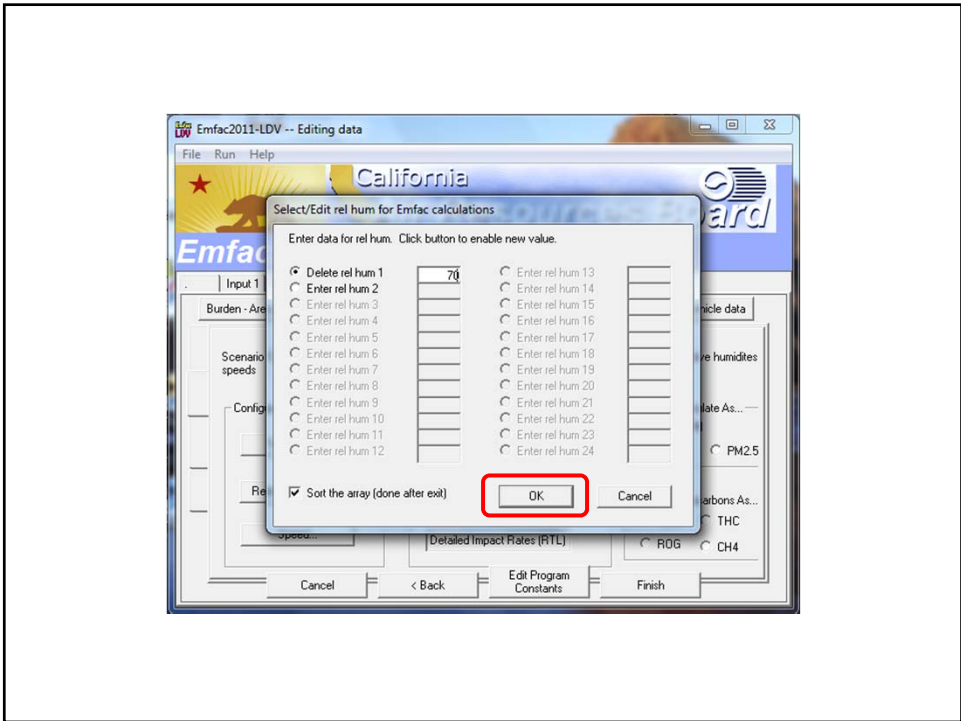 Emfac2011-LDV -- Editing data
File Run Help
California
Resources Board
Emfac
Select/Edit rel hum for Emfac calculations
Enter data for rel hum. Click button to enable new value.
Delete rel hum 1 70 Enter rel hum 13
Enter rel hum 2 Enter rel hum 14
Enter rel hum 3 Enter rel hum 15
Enter rel hum 4 Enter rel hum 16
Enter rel hum 5 Enter rel hum 17
Enter rel hum 6 Enter rel hum 18
Enter rel hum 7 Enter rel hum 19
Enter rel hum 8 Enter rel hum 20
Enter rel hum 9 Enter rel hum 21
Enter rel hum 10 Enter rel hum 22
Enter rel hum 11 Enter rel hum 23
Enter rel hum 12 Enter rel hum 24
Sort the array (done after exit) OK Cancel
. Input 1
Burden - Are hicle data
Scenario ve humidites
speeds
Config late As...
PM2.5
Re arbons As...
THC
Speed... Detailed Impact Rates (RTL) ROG CH4
Cancel < Back Edit Program Constants Finish